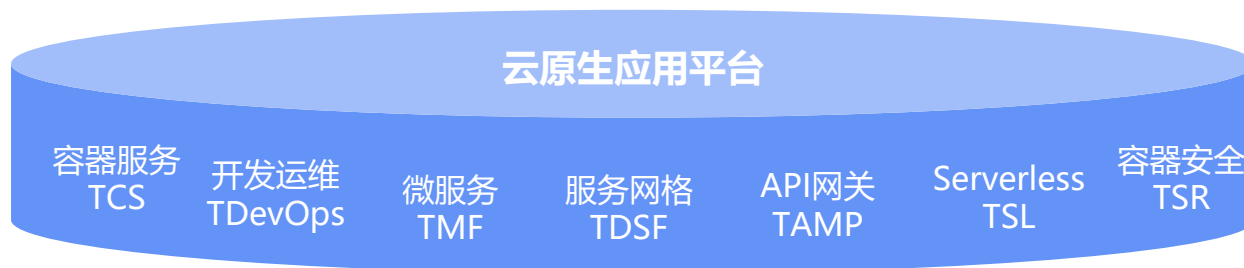 云原生应用平台
容器服务
TCS
开发运维
TDevOps
微服务
TMF
服务网格
TDSF
API网关
TAMP
Serverless
TSL
容器安全
TSR